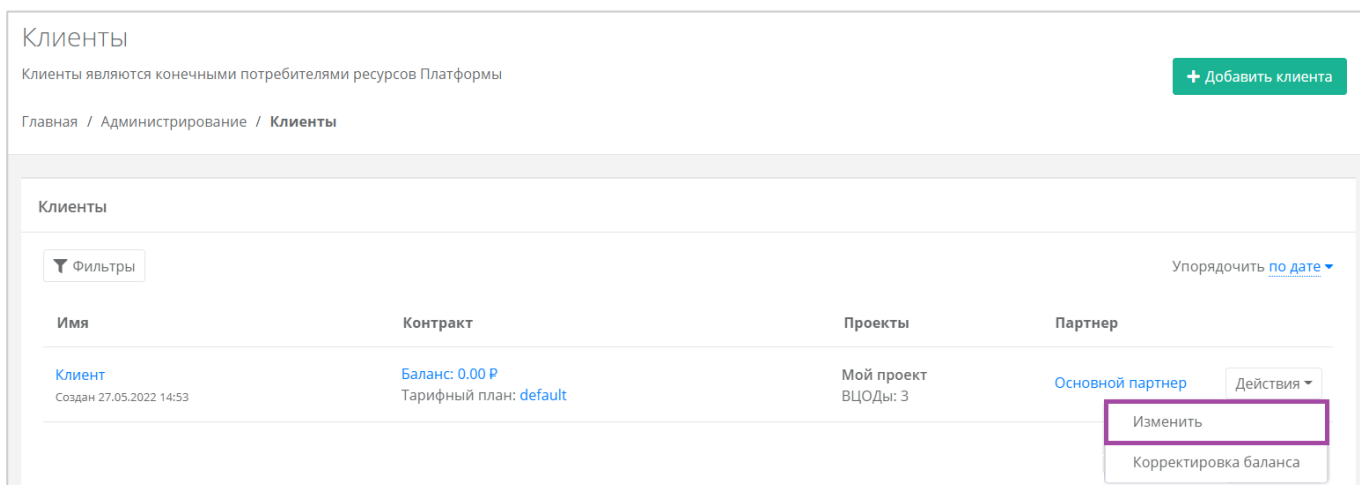 Клиенты
Клиенты являются конечными потребителями ресурсов Платформы
+ Добавить клиента
Главная / Администрирование / Клиенты
Клиенты
Фильтры
Упорядочить по дате
Имя Контракт Проекты Партнер
Клиент Баланс: 0.00 ₽ Мой проект Основной партнер Действия
Создан 27.05.2022 14:53 Тарифный план: default ВЦОДы: 3
Изменить
Корректировка баланса